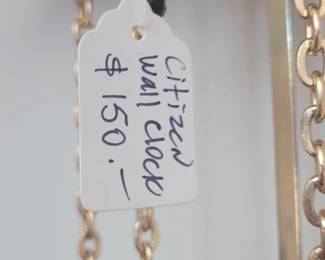 Citizen
wall clock
$150.—